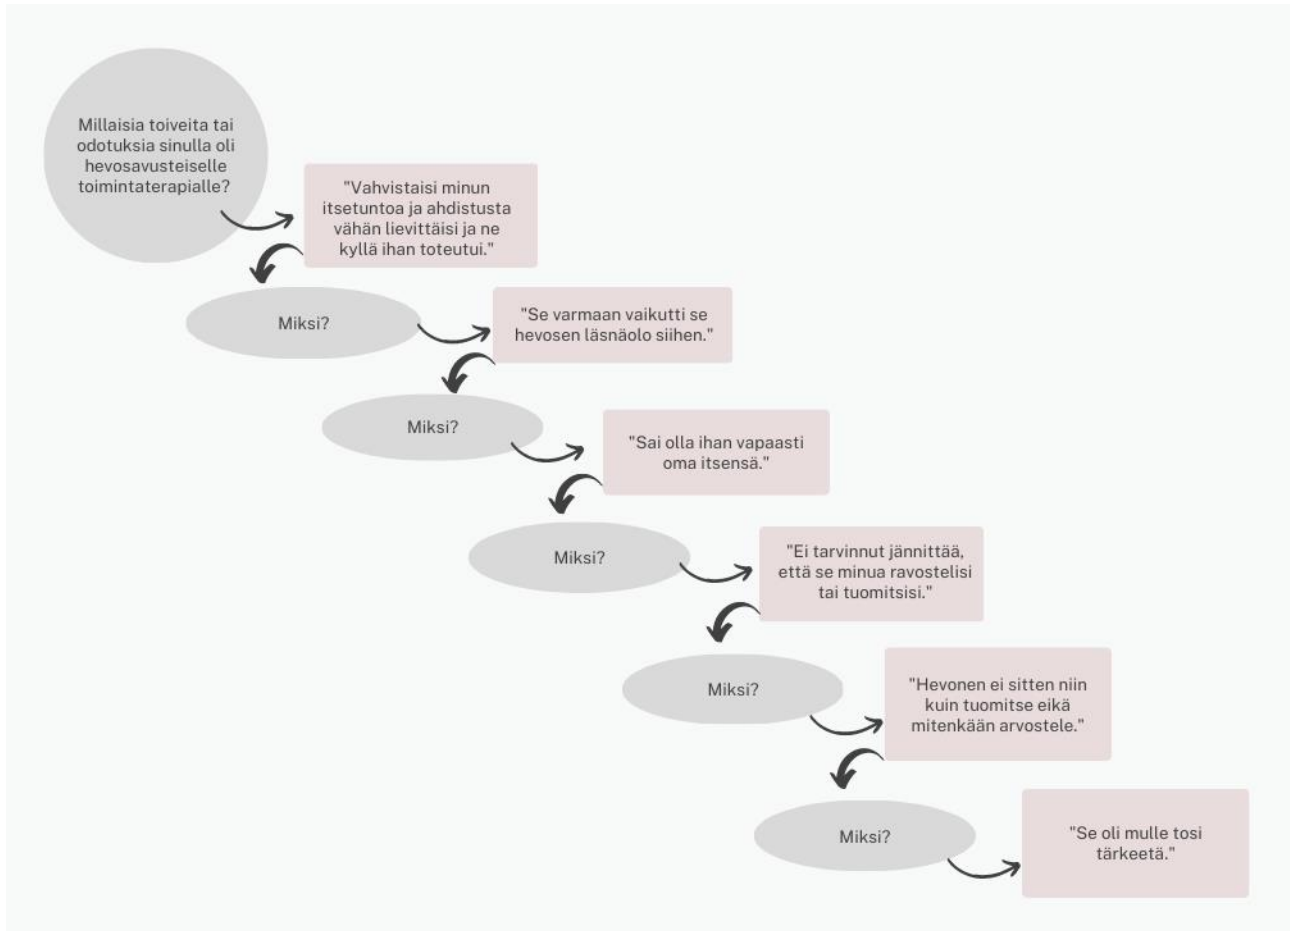 Millaisia toiveita tai
odotuksia sinulla oli
hevosavusteiselle
toimintaterapialle?
"Vahvistaisi minun
itsetuntoa ja ahdistusta
vähän lievittäisi ja ne
kyllä ihan toteutui."
Miksi?
"Se varmaan vaikutti se
hevosen läsnäolo siihen."
Miksi?
"Sai olla ihan vapaasti
oma itsensä."
Miksi?
"Ei tarvinnut jännittää,
että se minua ravostelisi
tai tuomitsisi."
Miksi?
"Hevonen ei sitten niin
kuin tuomitse eikä
mitenkään arvostele."
Miksi?
"Se oli mulle tosi
tärkeetä."